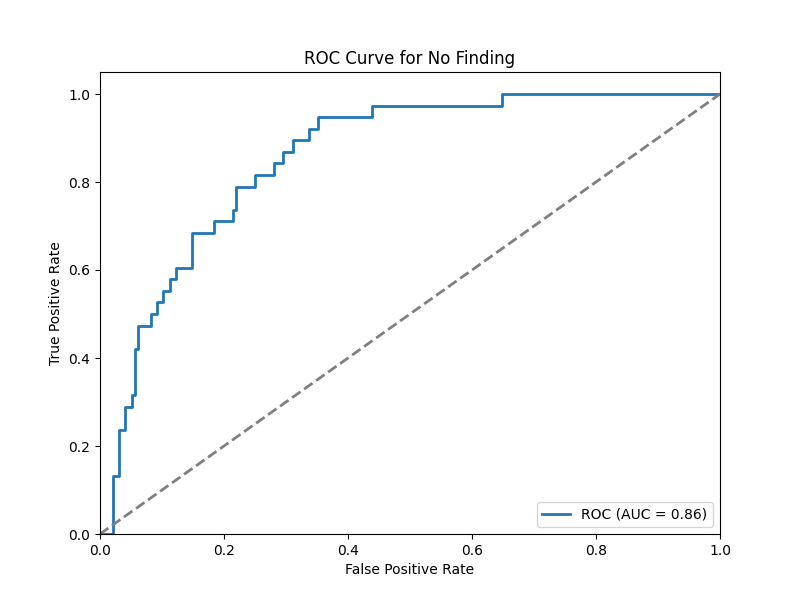 ROC Curve for No Finding
True Positive Rate
1.0
0.8
0.6
0.4
0.2
0.0
0.0 0.2 0.4 0.6 0.8 1.0
False Positive Rate
ROC (AUC = 0.86)